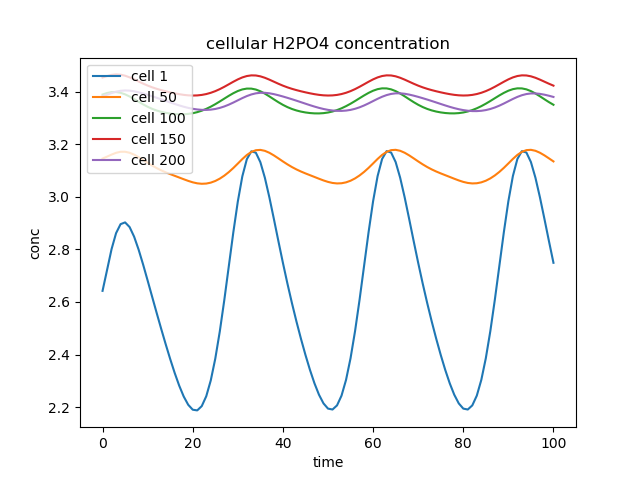 cellular H2PO4 concentration
cell 1
cell 50
cell 100
cell 150
cell 200
conc
3.4
3.2
3.0
2.8
2.6
2.4
2.2
0
20
40
60
80
100
time